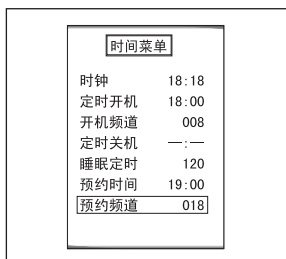 时间菜单
时钟 18:18
定时开机 18:00
开机频道 008
定时关机 —:—
睡眠定时 120
预约时间 19:00
预约频道 018